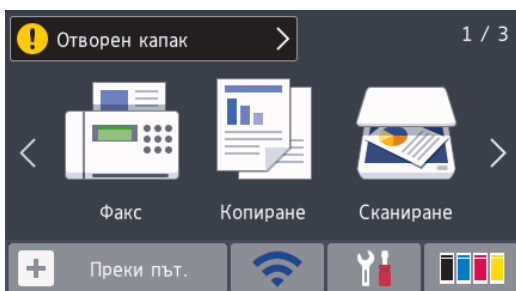 Отворен капак
1 / 3
Факс
Копиране
Сканиране
Преки път.